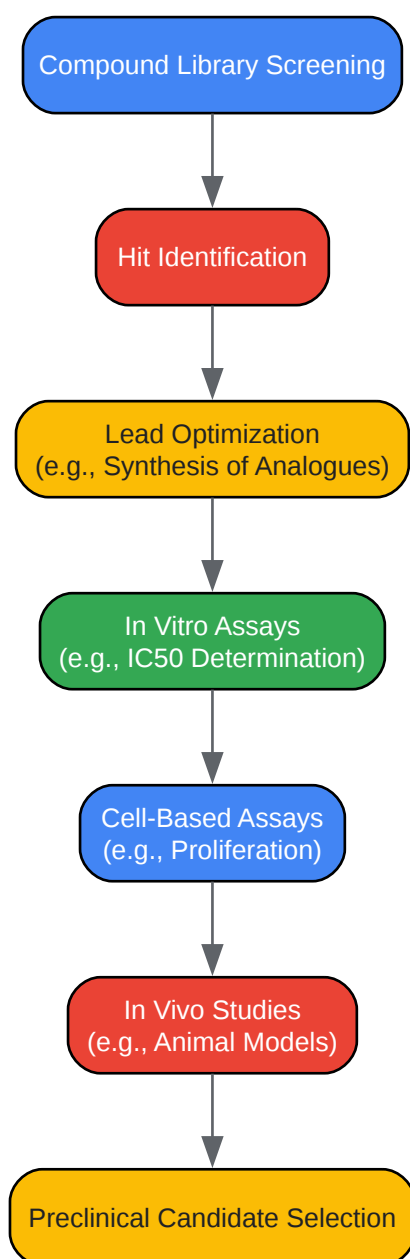 Compound Library Screening
Hit Identification
Lead Optimization
(e.g., Synthesis of Analogues)
In Vitro Assays
(e.g., IC50 Determination)
Cell-Based Assays
(e.g., Proliferation)
In Vivo Studies
(e.g., Animal Models)
Preclinical Candidate Selection